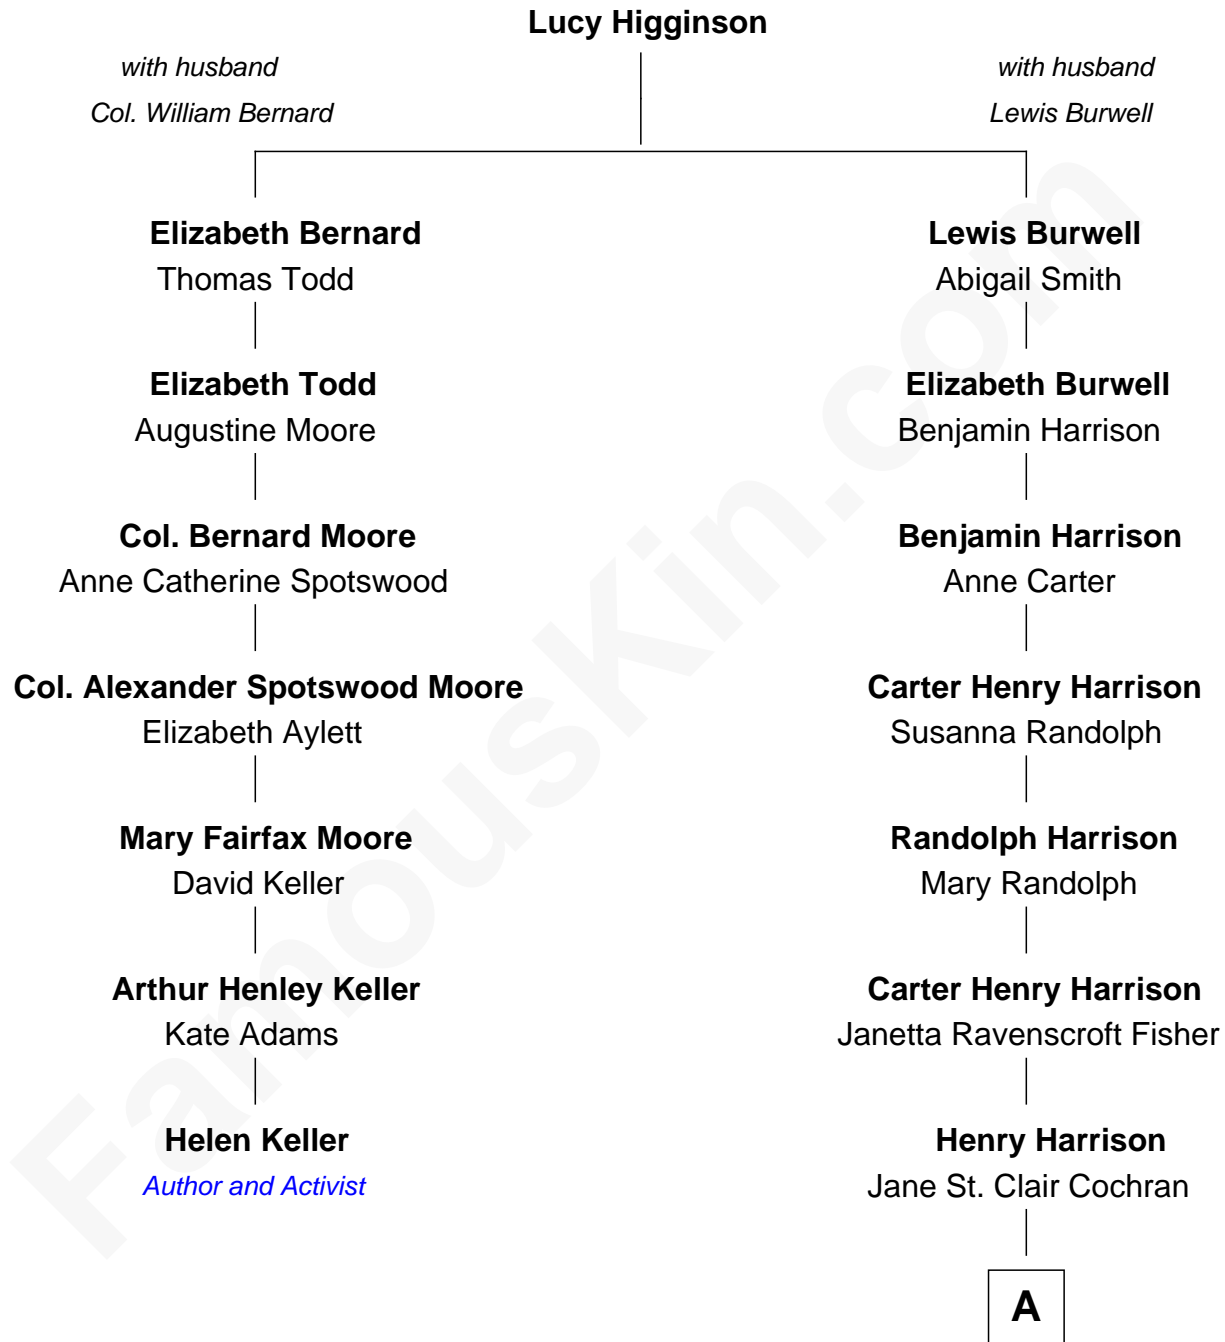 Lucy Higginson
with husband
Col. William Bernard
with husband
Lewis Burwell
Elizabeth Bernard
Thomas Todd
Lewis Burwell
Abigail Smith
Elizabeth Todd
Augustine Moore
Elizabeth Burwell
Benjamin Harrison
Col. Bernard Moore
Anne Catherine Spotswood
Benjamin Harrison
Anne Carter
Col. Alexander Spotswood Moore
Elizabeth Aylett
Carter Henry Harrison
Susanna Randolph
Mary Fairfax Moore
David Keller
Randolph Harrison
Mary Randolph
Arthur Henley Keller
Kate Adams
Carter Henry Harrison
Janetta Ravenscroft Fisher
Helen Keller
Author and Activist
Henry Harrison
Jane St. Clair Cochran
A
FamousKin.com